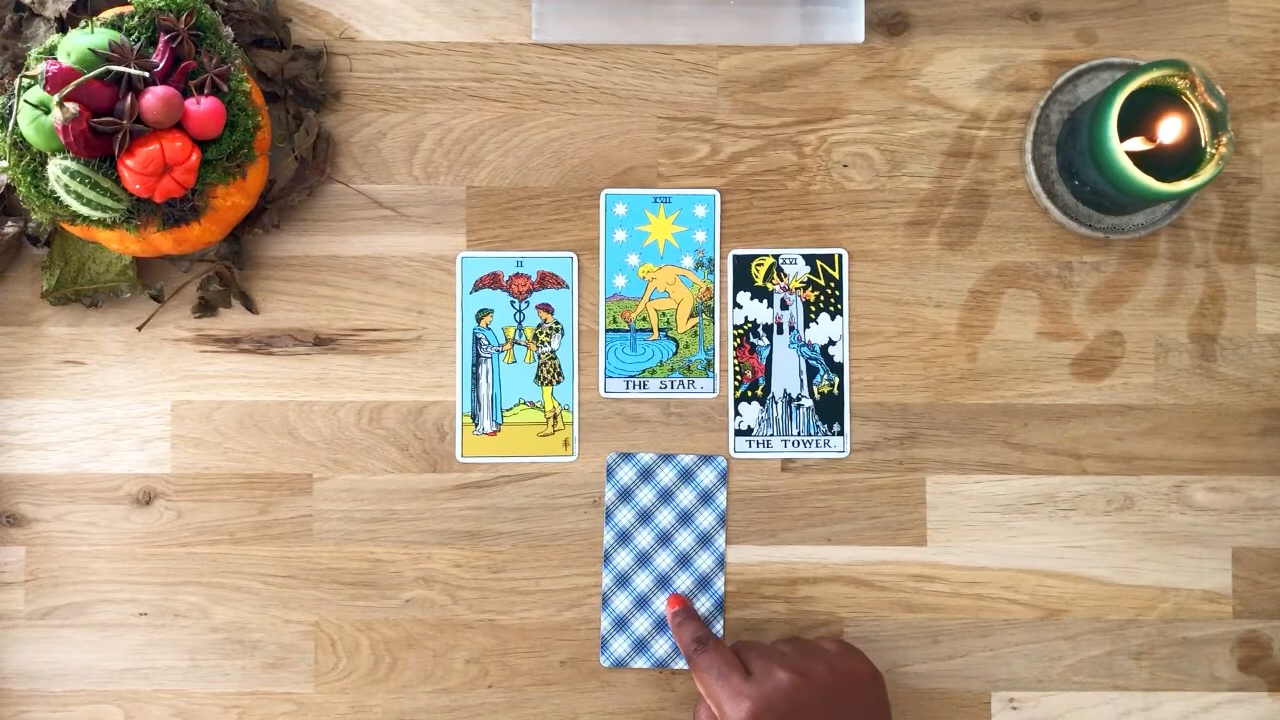 II
XVII
THE STAR.
XVI
THE TOWER.